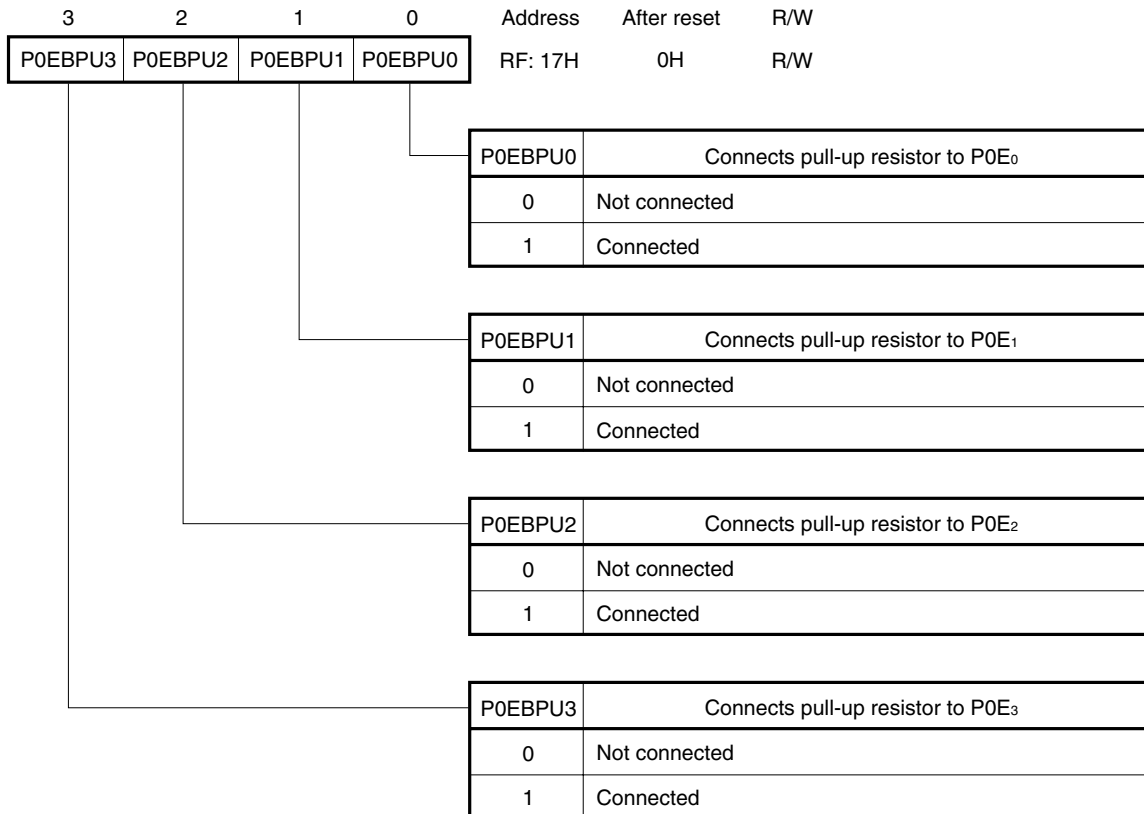 3 2 1 0 Address After reset R/W
P0EBPU3 P0EBPU2 P0EBPU1 P0EBPU0 RF: 17H 0H R/W
P0EBPU0 Connects pull-up resistor to P0E₀
0 Not connected
1 Connected
P0EBPU1 Connects pull-up resistor to P0E₁
0 Not connected
1 Connected
P0EBPU2 Connects pull-up resistor to P0E₂
0 Not connected
1 Connected
P0EBPU3 Connects pull-up resistor to P0E₃
0 Not connected
1 Connected